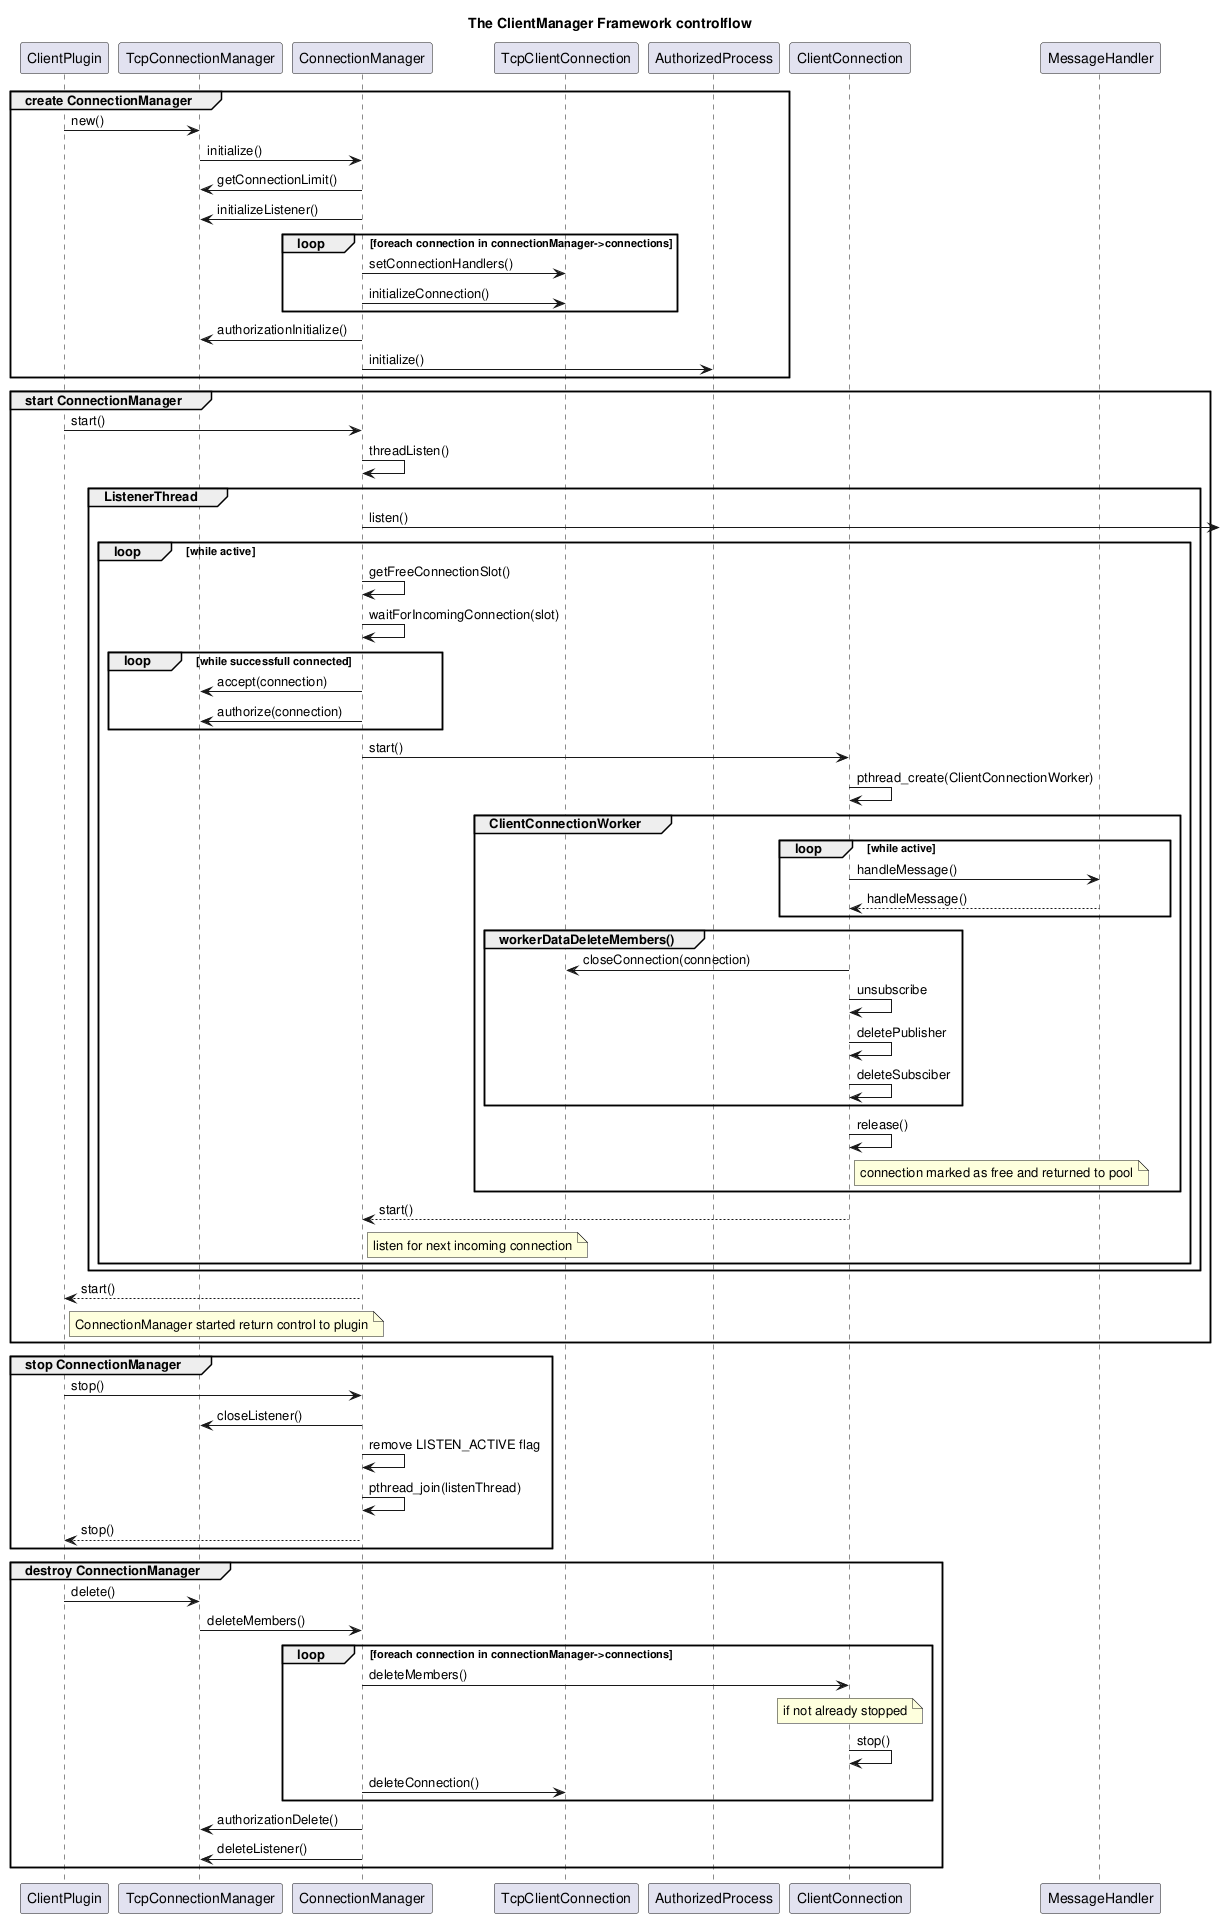 The ClientManager Framework controlflow
ClientPlugin
TcpConnectionManager
ConnectionManager
TcpClientConnection
AuthorizedProcess
ClientConnection
MessageHandler
create ConnectionManager
new()
initialize()
getConnectionLimit()
initializeListener()
loop [foreach connection in connectionManager->connections]
setConnectionHandlers()
initializeConnection()
authorizationInitialize()
initialize()
start ConnectionManager
start()
threadListen()
ListenerThread
listen()
loop [while active]
getFreeConnectionSlot()
waitForIncomingConnection(slot)
loop [while successfull connected]
accept(connection)
authorize(connection)
start()
pthread_create(ClientConnectionWorker)
ClientConnectionWorker
loop [while active]
handleMessage()
handleMessage()
workerDataDeleteMembers()
closeConnection(connection)
unsubscribe
deletePublisher
deleteSubsciber
release()
connection marked as free and returned to pool
start()
listen for next incoming connection
start()
ConnectionManager started return control to plugin
stop ConnectionManager
stop()
closeListener()
remove LISTEN_ACTIVE flag
pthread_join(listenThread)
stop()
destroy ConnectionManager
delete()
deleteMembers()
loop [foreach connection in connectionManager->connections]
deleteMembers()
if not already stopped
stop()
deleteConnection()
authorizationDelete()
deleteListener()
ClientPlugin
TcpConnectionManager
ConnectionManager
TcpClientConnection
AuthorizedProcess
ClientConnection
MessageHandler